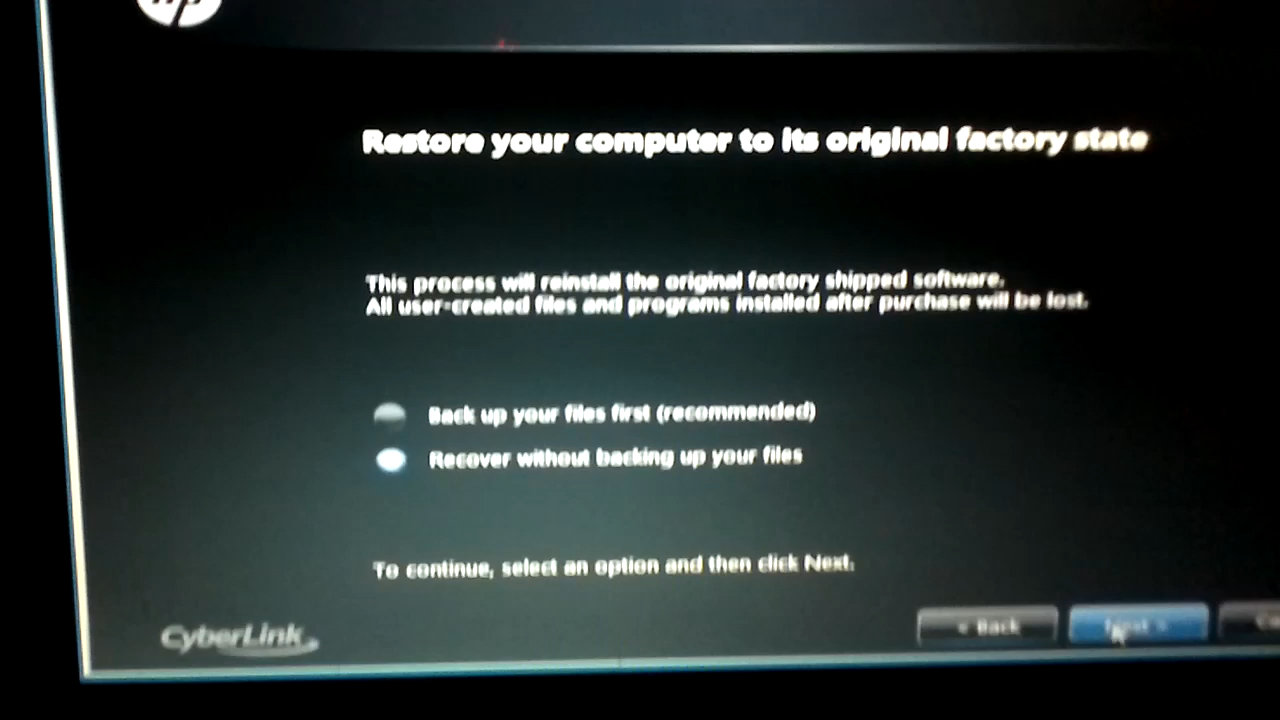 hp
Restore your computer to its original factory state
This process will reinstall the original factory shipped software.
All user-created files and programs installed after purchase will be lost.
Back up your files first (recommended)
Recover without backing up your files
To continue, select an option and then click Next.
CyberLink
< Back
Next >